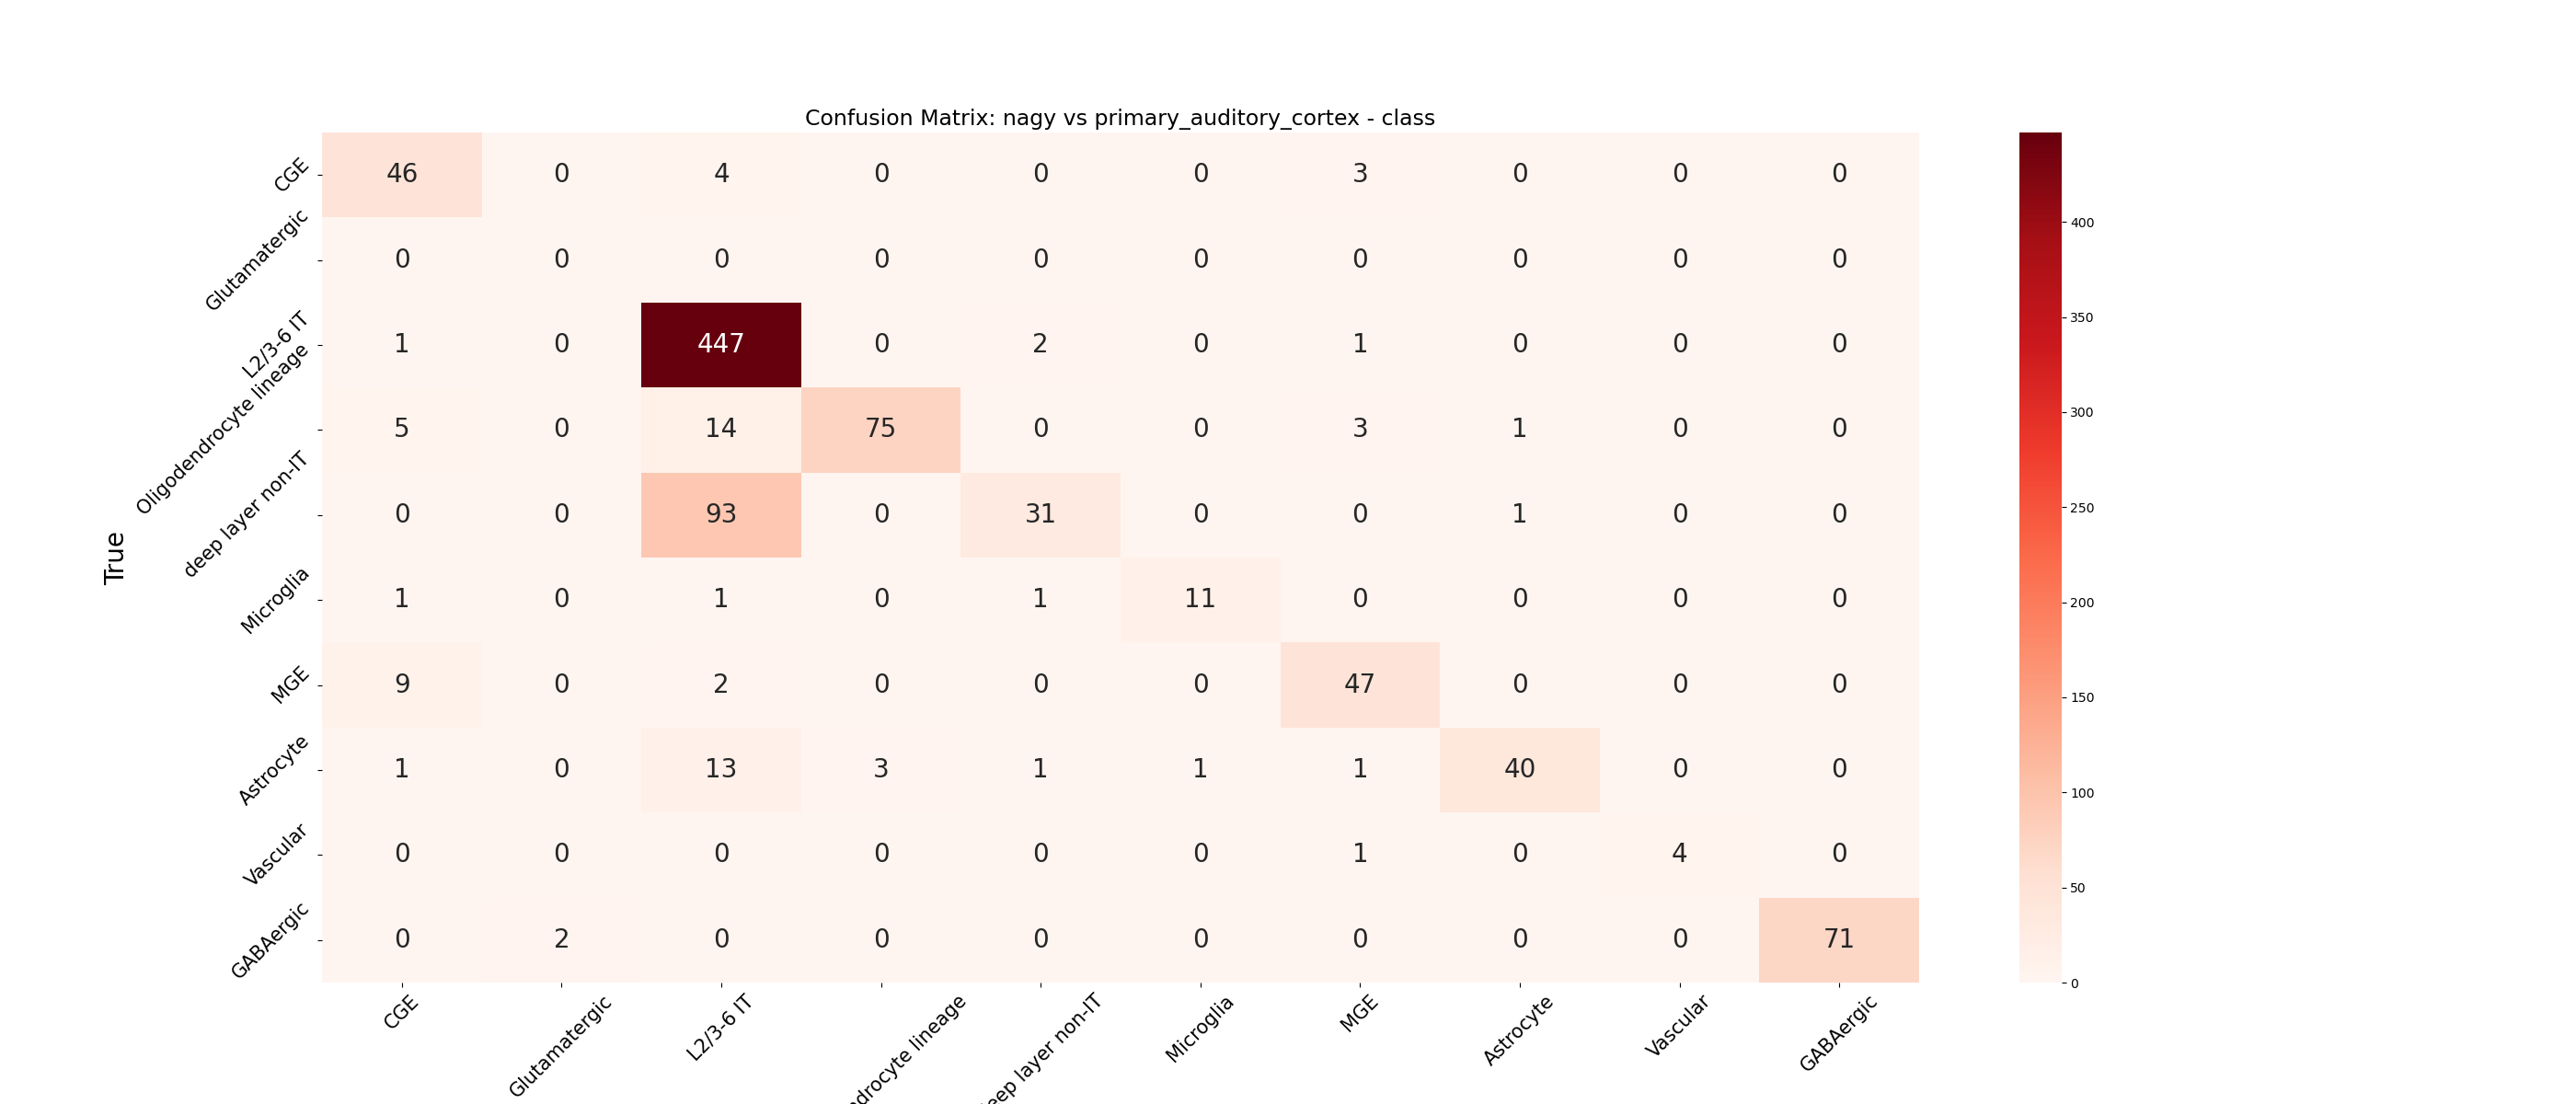 Confusion Matrix: nagy vs primary_auditory_cortex - class
True
CGE 46 0 4 0 0 0 3 0 0 0
Glutamatergic 0 0 0 0 0 0 0 0 0 0
L2/3-6 IT 1 0 447 0 2 0 1 0 0 0
Oligodendrocyte lineage 5 0 14 75 0 0 3 1 0 0
deep layer non-IT 0 0 93 0 31 0 0 1 0 0
Microglia 1 0 1 0 1 11 0 0 0 0
MGE 9 0 2 0 0 0 47 0 0 0
Astrocyte 1 0 13 3 1 1 1 40 0 0
Vascular 0 0 0 0 0 0 1 0 4 0
GABAergic 0 2 0 0 0 0 0 0 0 71
CGE Glutamatergic L2/3-6 IT ndrocyte lineage eep layer non-IT Microglia MGE Astrocyte Vascular GABAergic
400
350
300
250
200
150
100
50
0